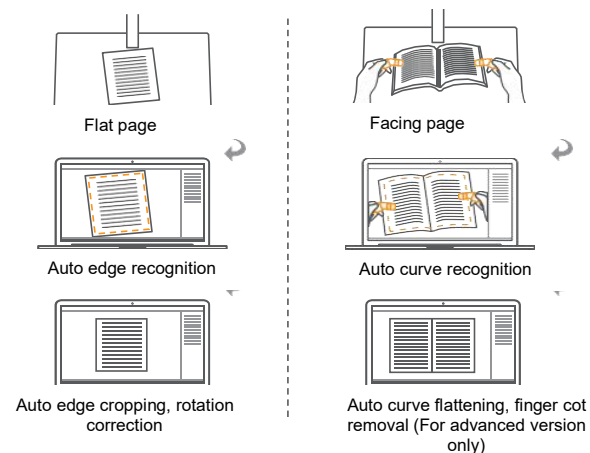 Flat page
Facing page
Auto edge recognition
Auto curve recognition
Auto edge cropping, rotation
correction
Auto curve flattening, finger cot
removal (For advanced version
only)